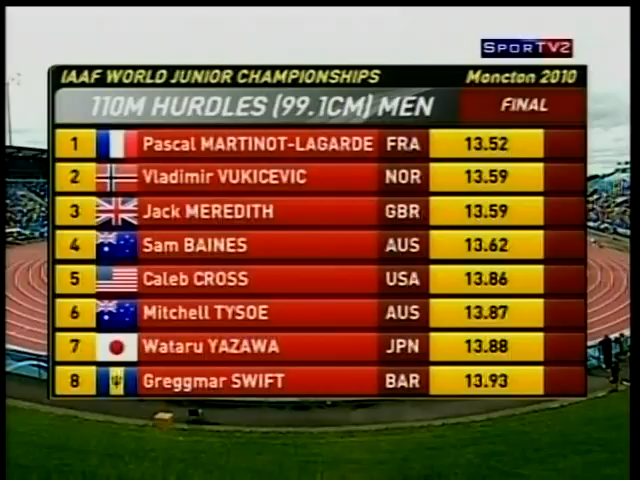 SPORTV2
IAAF WORLD JUNIOR CHAMPIONSHIPS Moncton 2010
110M HURDLES (99.1CM) MEN FINAL
1 Pascal MARTINOT-LAGARDE FRA 13.52
2 Vladimir VUKICEVIC NOR 13.59
3 Jack MEREDITH GBR 13.59
4 Sam BAINES AUS 13.62
5 Caleb CROSS USA 13.86
6 Mitchell TYSOE AUS 13.87
7 Wataru YAZAWA JPN 13.88
8 Greggmar SWIFT BAR 13.93